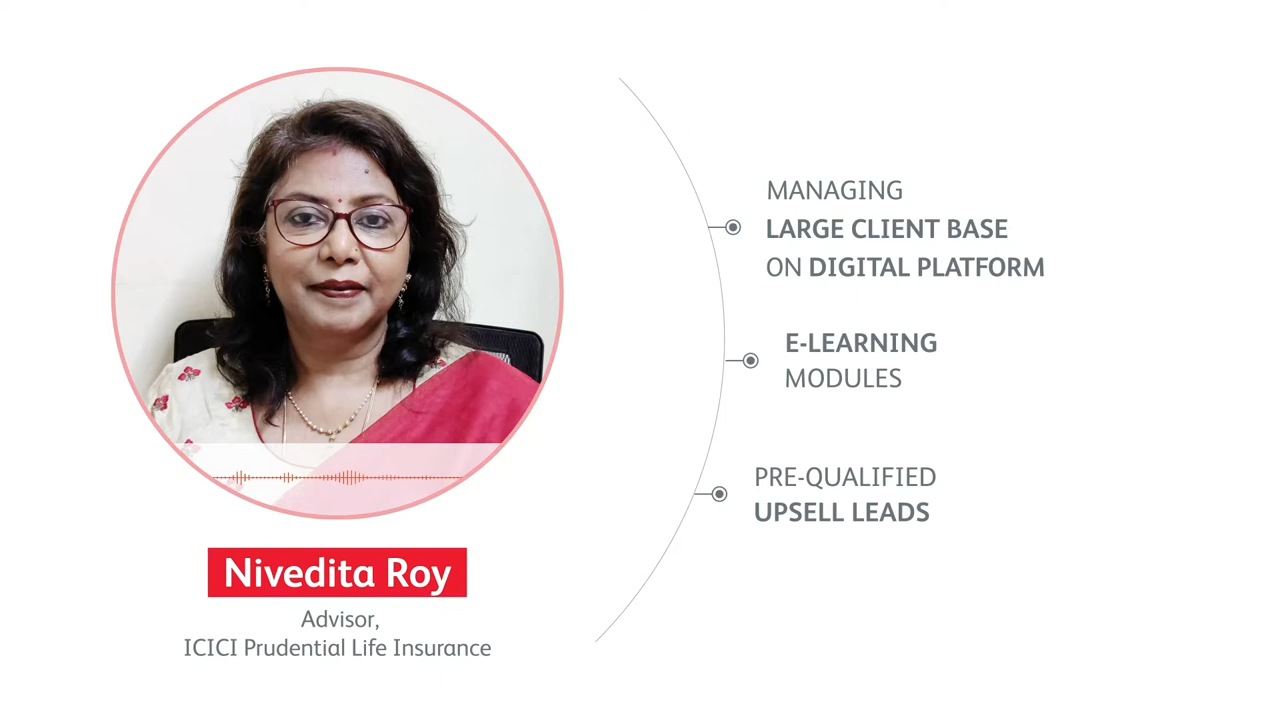 Nivedita Roy
Advisor,
ICICI Prudential Life Insurance
MANAGING
LARGE CLIENT BASE
ON DIGITAL PLATFORM
E-LEARNING
MODULES
PRE-QUALIFIED
UPSELL LEADS